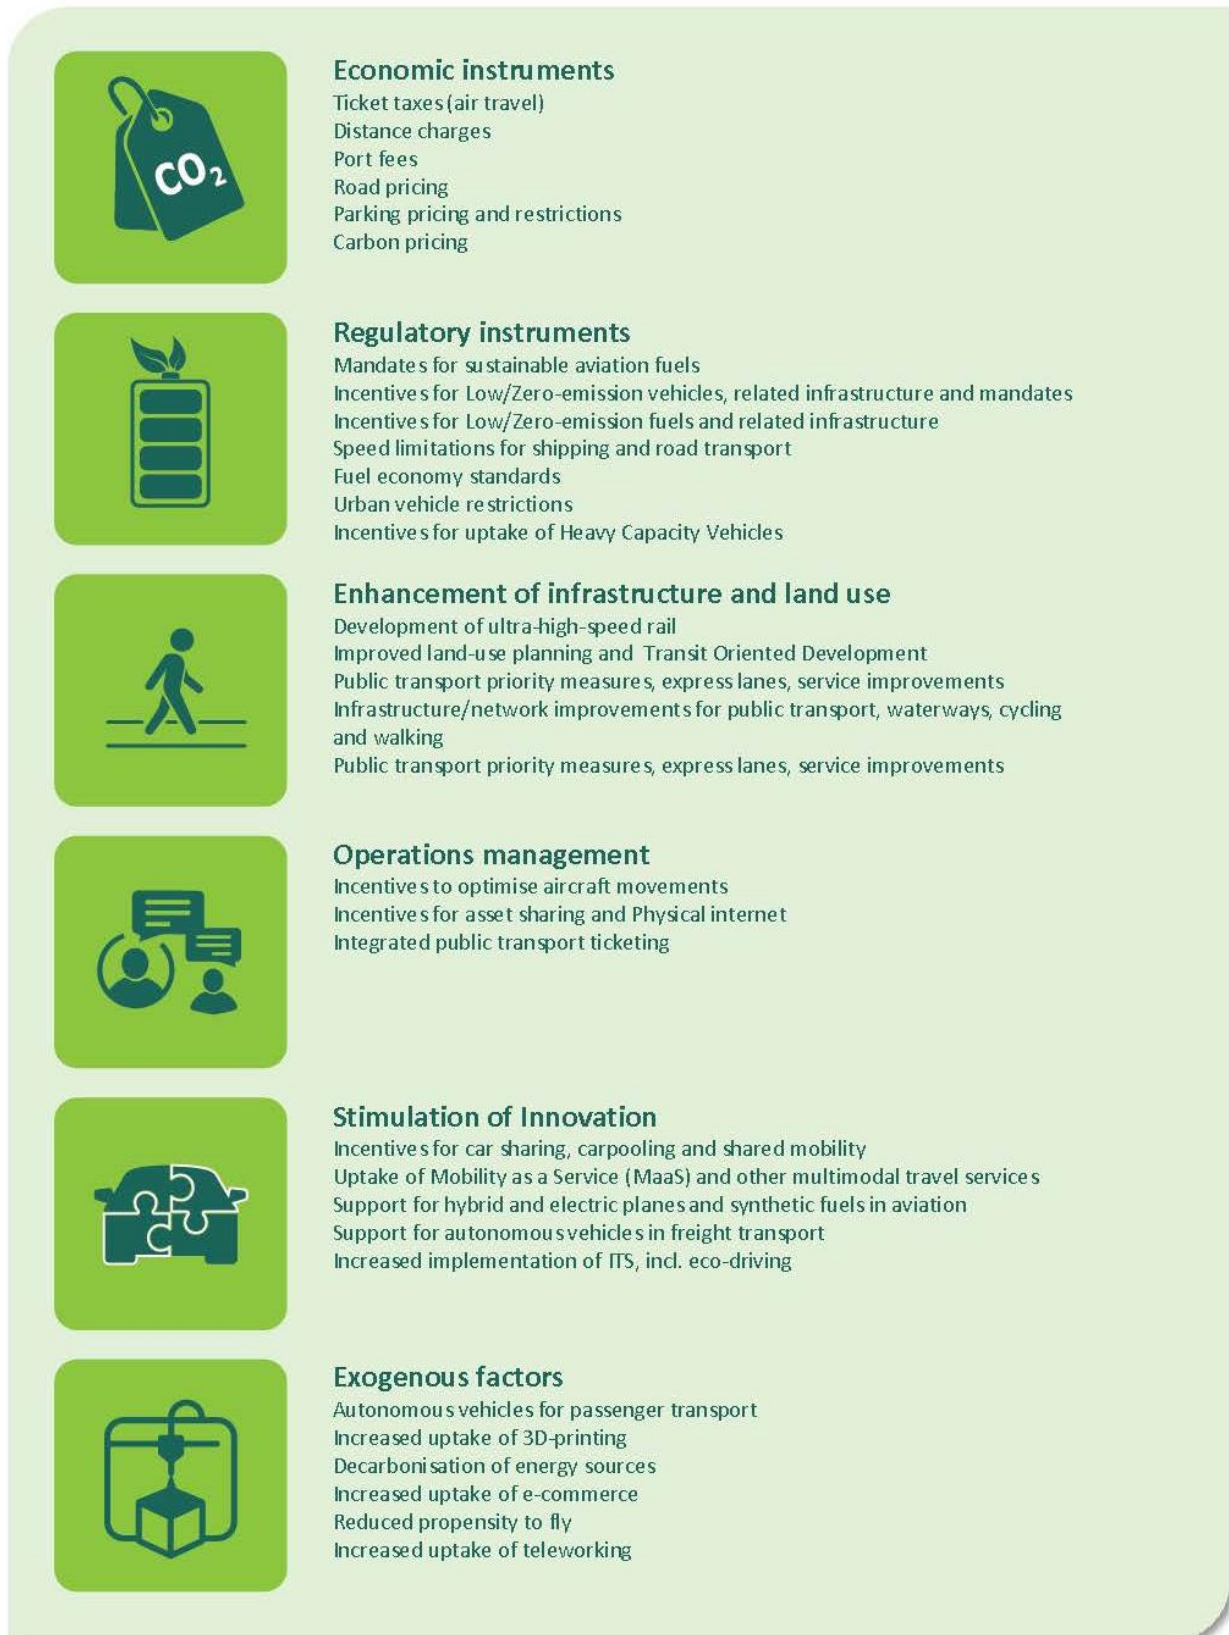 CO2
Economic instruments
Ticket taxes (air travel)
Distance charges
Port fees
Road pricing
Parking pricing and restrictions
Carbon pricing
Regulatory instruments
Mandates for sustainable aviation fuels
Incentives for Low/Zero-emission vehicles, related infrastructure and mandates
Incentives for Low/Zero-emission fuels and related infrastructure
Speed limitations for shipping and road transport
Fuel economy standards
Urban vehicle restrictions
Incentives for uptake of Heavy Capacity Vehicles
Enhancement of infrastructure and land use
Development of ultra-high-speed rail
Improved land-use planning and Transit Oriented Development
Public transport priority measures, express lanes, service improvements
Infrastructure/network improvements for public transport, waterways, cycling
and walking
Public transport priority measures, express lanes, service improvements
Operations management
Incentives to optimise aircraft movements
Incentives for asset sharing and Physical internet
Integrated public transport ticketing
Stimulation of Innovation
Incentives for car sharing, carpooling and shared mobility
Uptake of Mobility as a Service (MaaS) and other multimodal travel services
Support for hybrid and electric planes and synthetic fuels in aviation
Support for autonomous vehicles in freight transport
Increased implementation of ITS, incl. eco-driving
Exogenous factors
Autonomous vehicles for passenger transport
Increased uptake of 3D-printing
Decarbonisation of energy sources
Increased uptake of e-commerce
Reduced propensity to fly
Increased uptake of teleworking